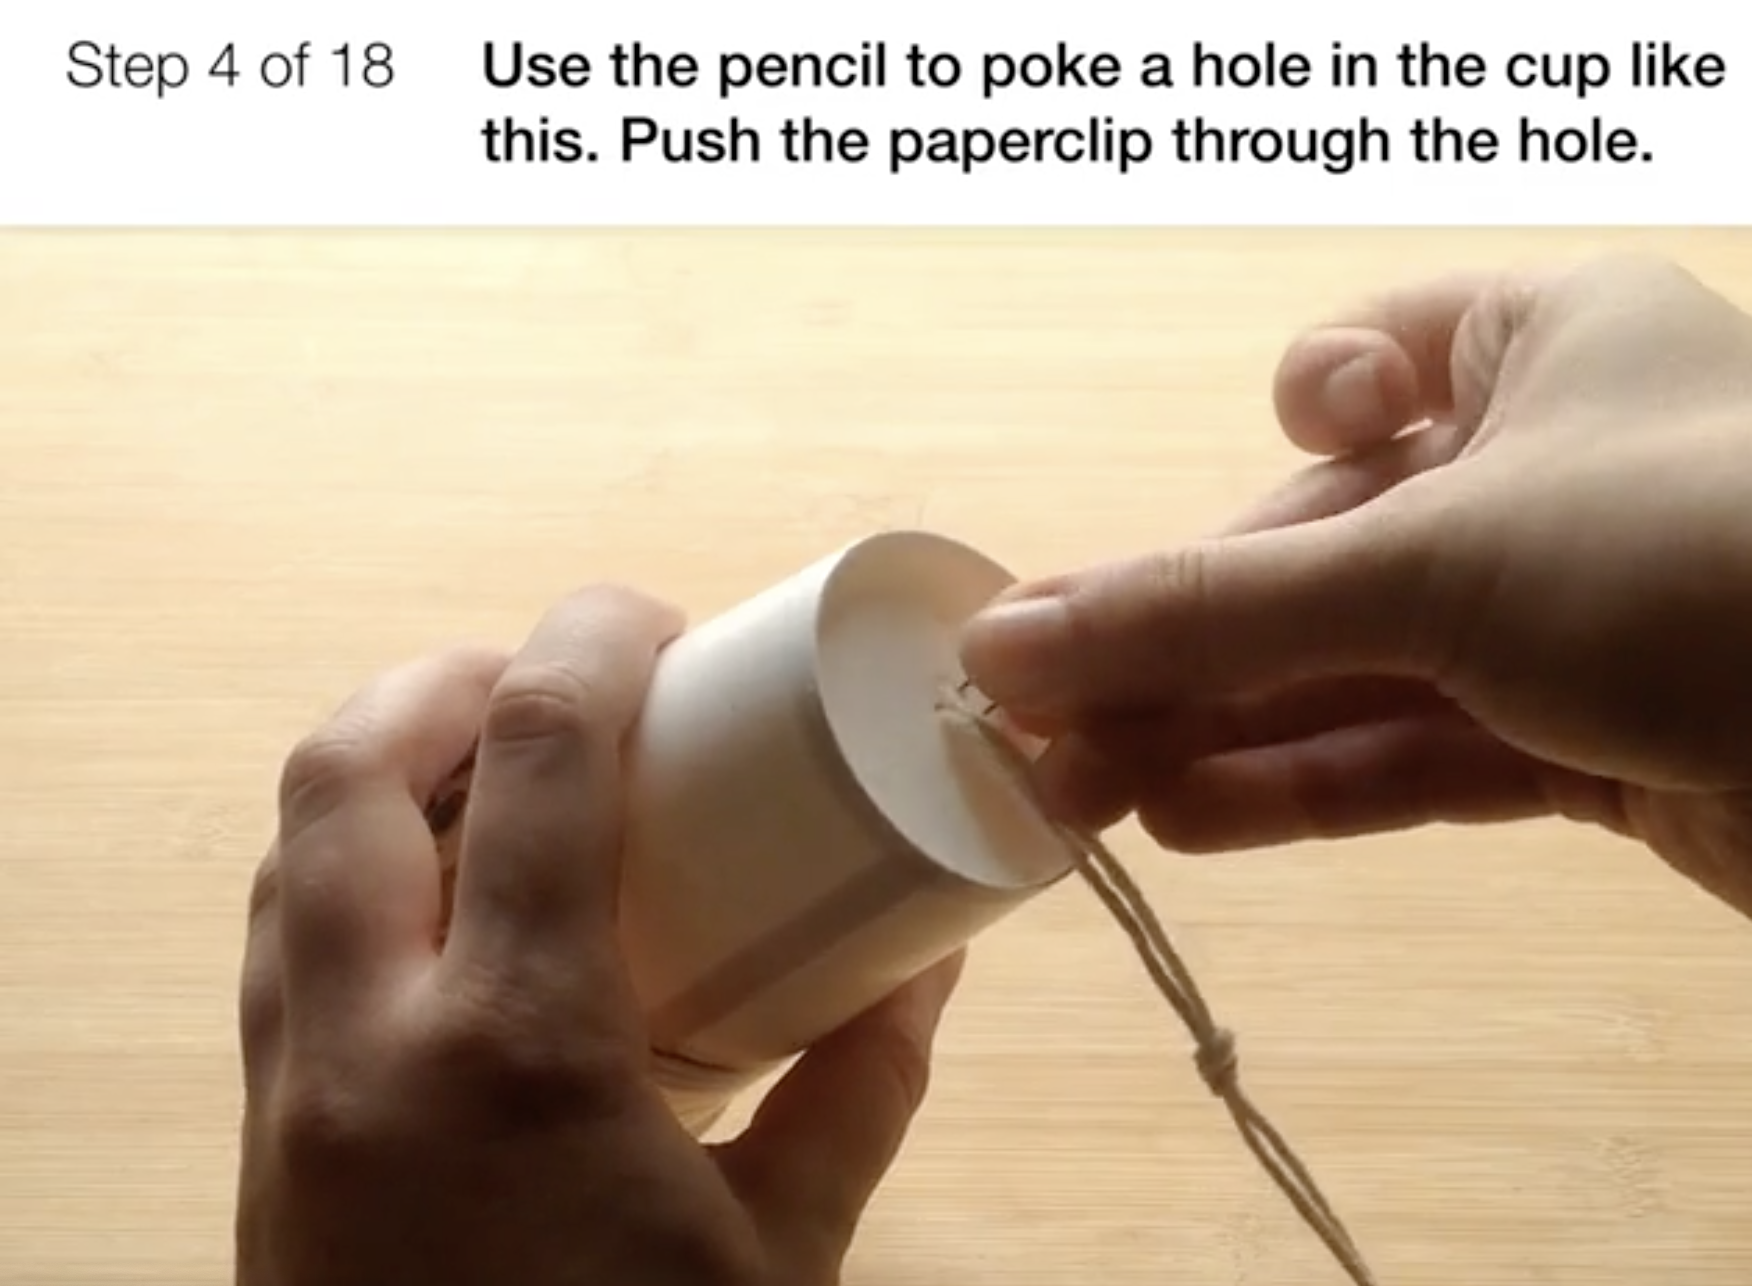 Step 4 of 18
Use the pencil to poke a hole in the cup like
this. Push the paperclip through the hole.